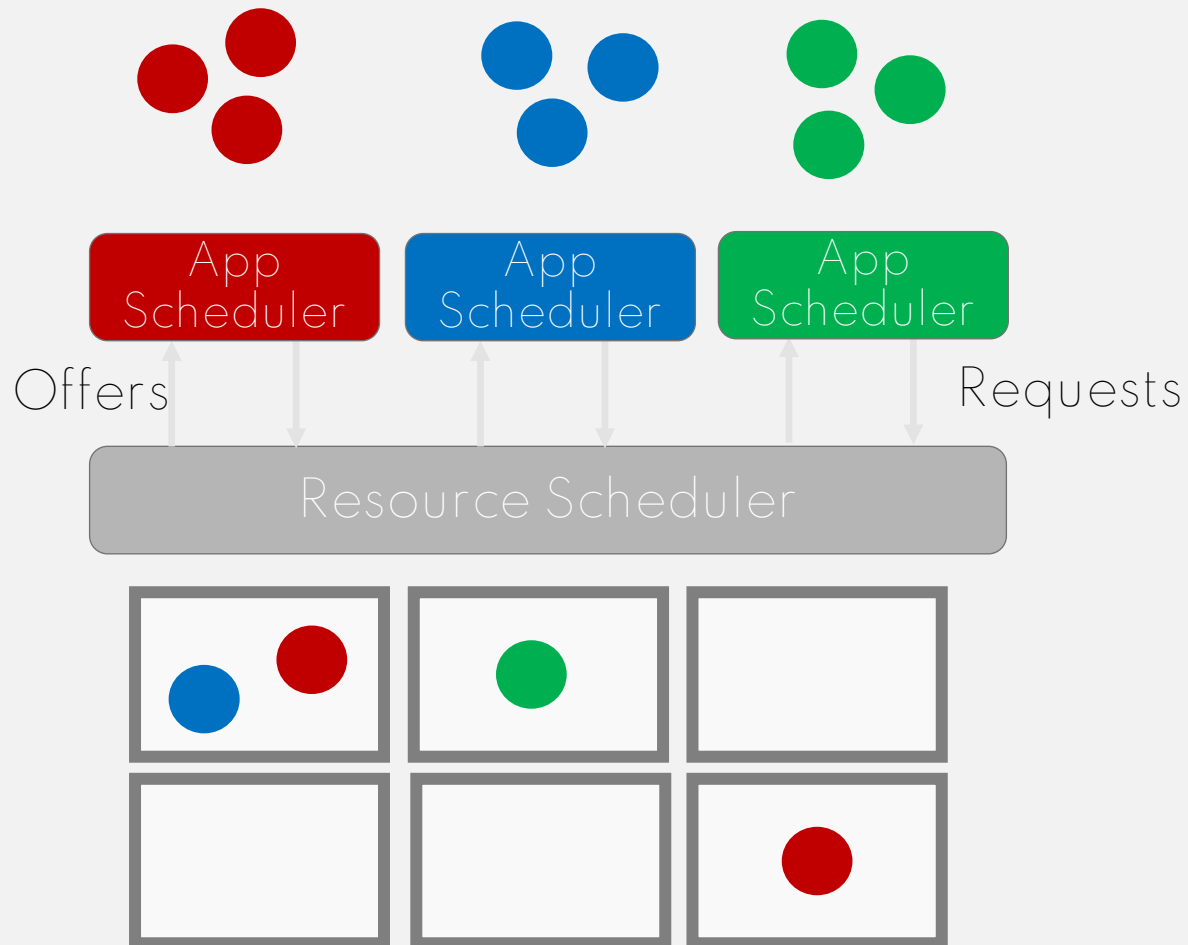 App
Scheduler
App
Scheduler
App
Scheduler
Offers
Requests
Resource Scheduler